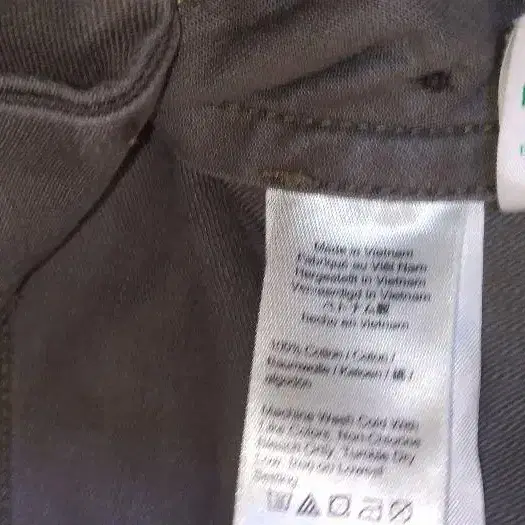 Made in Vietnam
Fabriqué au Viêt Nam
Hergestellt in Vietnam
Vervaardigd in Vietnam
ベトナム製
hecho en Vietnam
100% Cotton / Coton /
Baumwolle / Katoen / 綿 /
algodón
Machine Wash Cold With
Like Colors, Non-Chlorine
Bleach Only, Tumble Dry
Low, Iron on Lowest
Setting